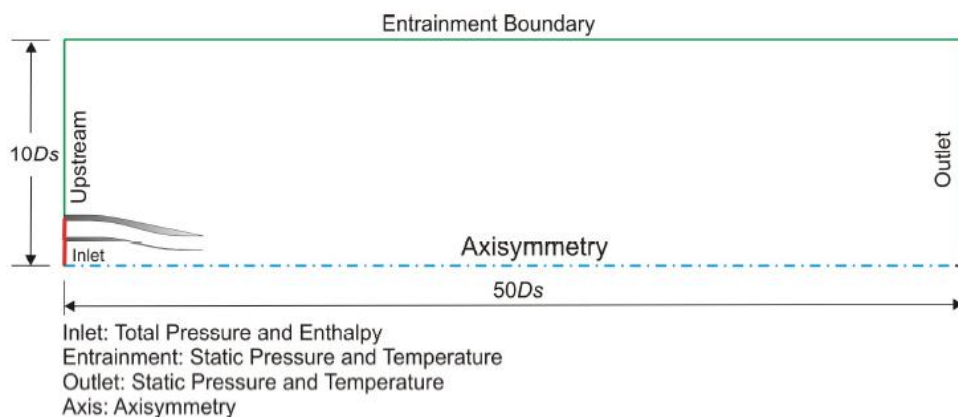 Entrainment Boundary
10Ds
Upstream
Outlet
Inlet
Axisymmetry
50Ds
Inlet: Total Pressure and Enthalpy
Entrainment: Static Pressure and Temperature
Outlet: Static Pressure and Temperature
Axis: Axisymmetry